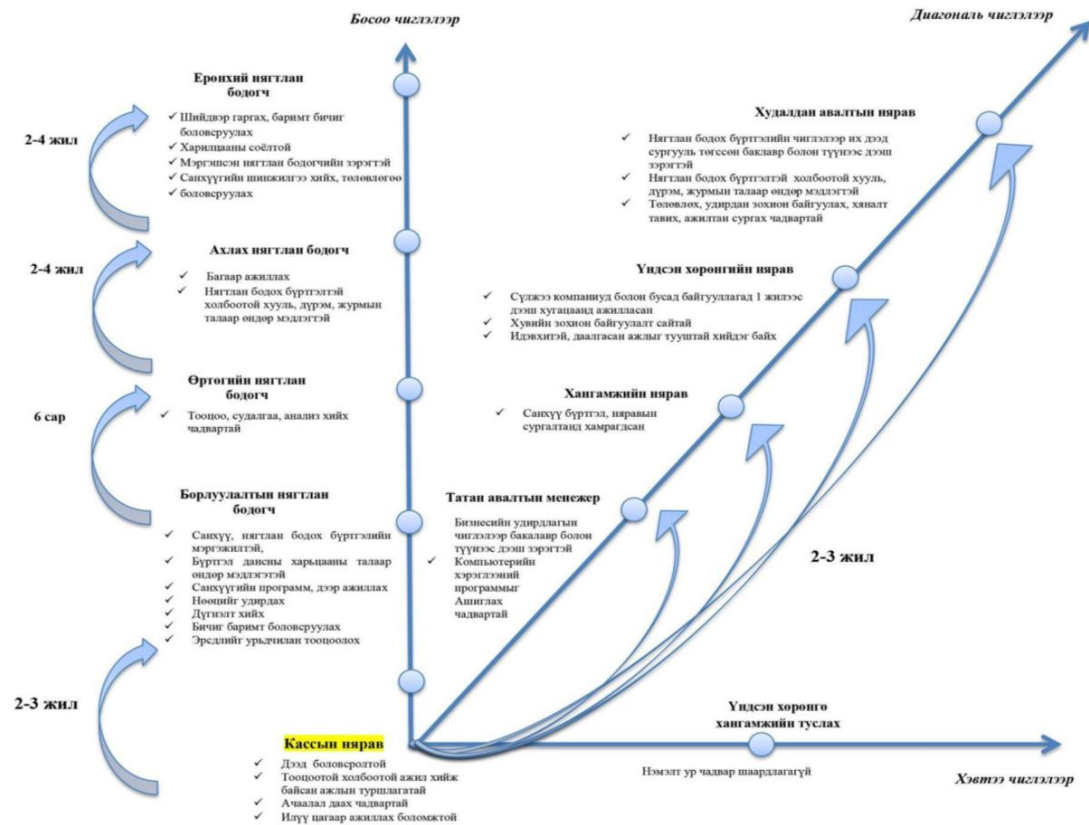 Босоо чиглэлээр
Диагональ чиглэлээр
Ерөнхий нягтлан
бодогч
✓ Шийдвэр гаргах, баримт бичиг
боловсруулах
✓ Харилцааны соёлтой
✓ Мэргэпсэн нягтлан бодогчийн зэрэгтэй
✓ Санхүүгийн шинжилгээ хийх, төлөвлөгөө
✓ боловсруулах
2-4 жил
Ахлах нягтлан бодогч
✓ Багаар ажиллах
✓ Нягтлан бодох бүртгэлтэй
холбоотой хууль, дүрэм, журмын
талаар өндөр мэдлэгтэй
2-4 жил
Өртөгийн нягтлан
бодогч
✓ Тооцоо, судалгаа, анализ хийх
чадвартай
6 сар
Борлуулалтын нягтлан
бодогч
✓ Санхүү, нягтлан бодох бүртгэлийн
мэргэжилтэй,
✓ Бүртгэл дансны харьцааны талаар
өндөр мэдлэгэтэй
✓ Санхүүгийн программ, дээр ажиллах
✓ Нөөцийг удирдах
✓ Дүгнэлт хийх
✓ Бичиг баримт боловсруулах
✓ Эрсдлийг урьдчилан тооцоолох
2-3 жил
Кассын нярав
✓ Дээд боловсролтой
✓ Тооцоотой холбоотой ажил хийж
байсан ажлын туршлагатай
✓ Ачаалал даах чадвартай
✓ Илүү цагаар ажиллах боломжтой
Худалдан авалтын нярав
✓ Нягтлан бодох бүртгэлийн чиглэлээр их дээд
сургууль төгссөн баклавр болон түүнээс дээш
зэрэгтэй
✓ Нягтлан бодох бүртгэлтэй холбоотой хууль,
дүрэм, журмын талаар өндөр мэдлэгтэй
✓ Төлөвлөх, удирдан зохион байгуулах, хяналт
тавих, ажилтан сургах чадвартай
Үндсэн хөрөнгийн нярав
✓ Сүлжээ компаниуд болон бусад байгууллагад 1 жилээс
дээш хугацаанд ажилласан
✓ Хувийн зохион байгуулалт сайтай
✓ Идэвхитэй, даалгасан ажлыг тууштай хийдэг байх
Хангамжийн нярав
✓ Санхүү бүртгэл, няравын
сургалтанд хамрагдсан
Татан авалтын менежер
Бизнесийн удирдлагын
чиглэлээр бакалавр болон
✓ түүнээс дээш зэрэгтэй
✓ Компьютерийн
хэрэглээний
программыг
Ашиглах
чадвартай
2-3 жил
Үндсэн хөрөнгө
хангамжийн туслах
Нэмэлт ур чадвар шаардлагагүй
Хэвтээ чиглэлээр